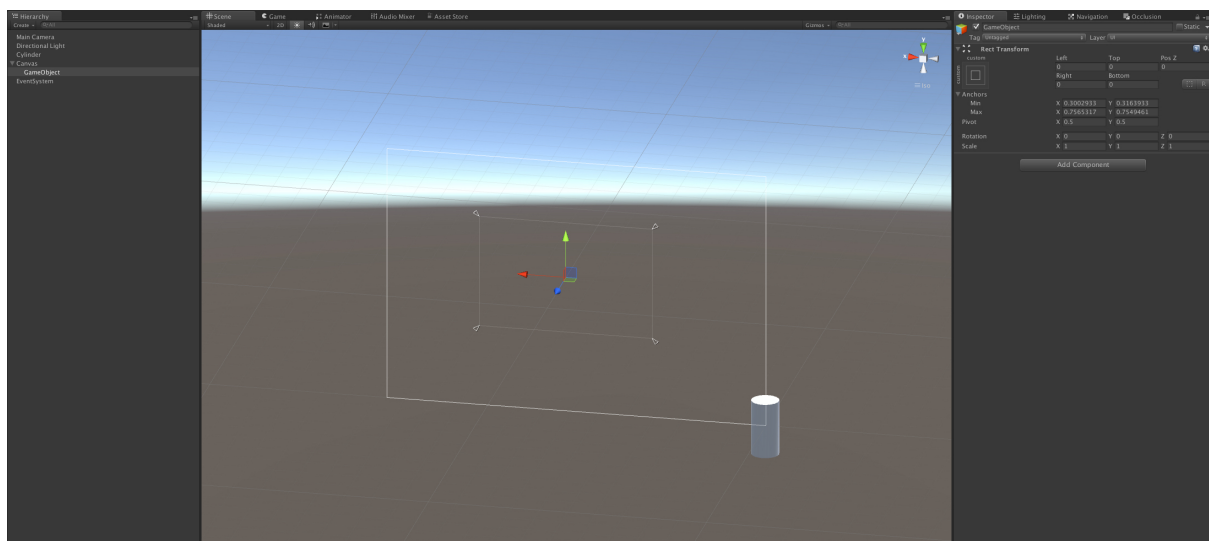 Hierarchy
Create
All
Main Camera
Directional Light
Cylinder
Canvas
GameObject
EventSystem
Scene Game Animator Audio Mixer Asset Store
Shaded 2D Gizmos All
y
x
Iso
Inspector Lighting Navigation Occlusion
GameObject Static
Tag Untagged Layer UI
Rect Transform
custom Left Top Pos Z
custom 0 0 0
Right Bottom
0 0 R
Anchors
Min X 0.3002933 Y 0.3163933
Max X 0.7565317 Y 0.7549461
Pivot X 0.5 Y 0.5
Rotation X 0 Y 0 Z 0
Scale X 1 Y 1 Z 1
Add Component